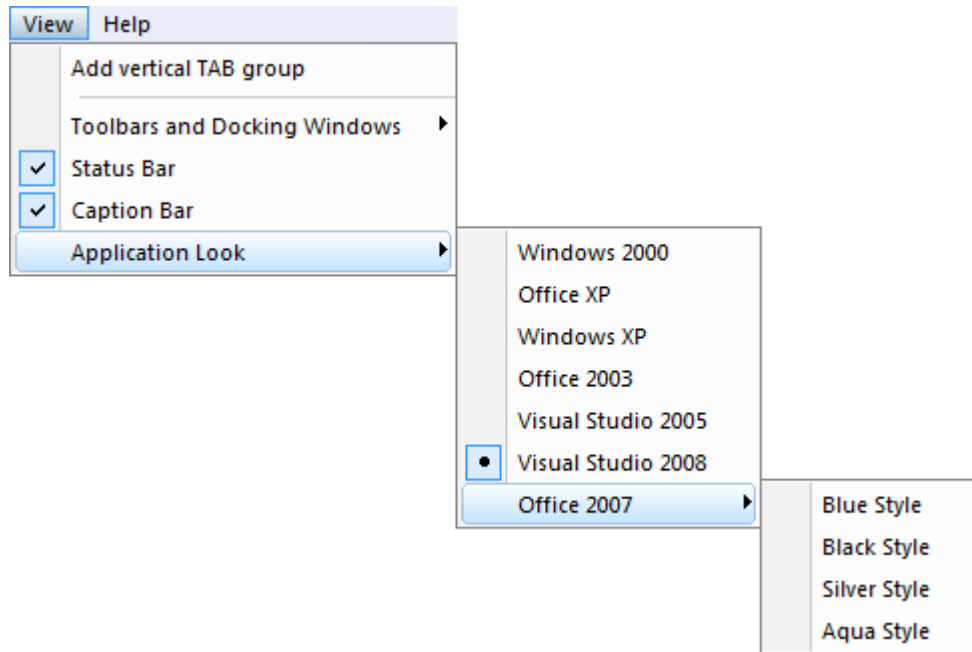 View Help
Add vertical TAB group
Toolbars and Docking Windows
Status Bar
Caption Bar
Application Look
Windows 2000
Office XP
Windows XP
Office 2003
Visual Studio 2005
Visual Studio 2008
Office 2007
Blue Style
Black Style
Silver Style
Aqua Style